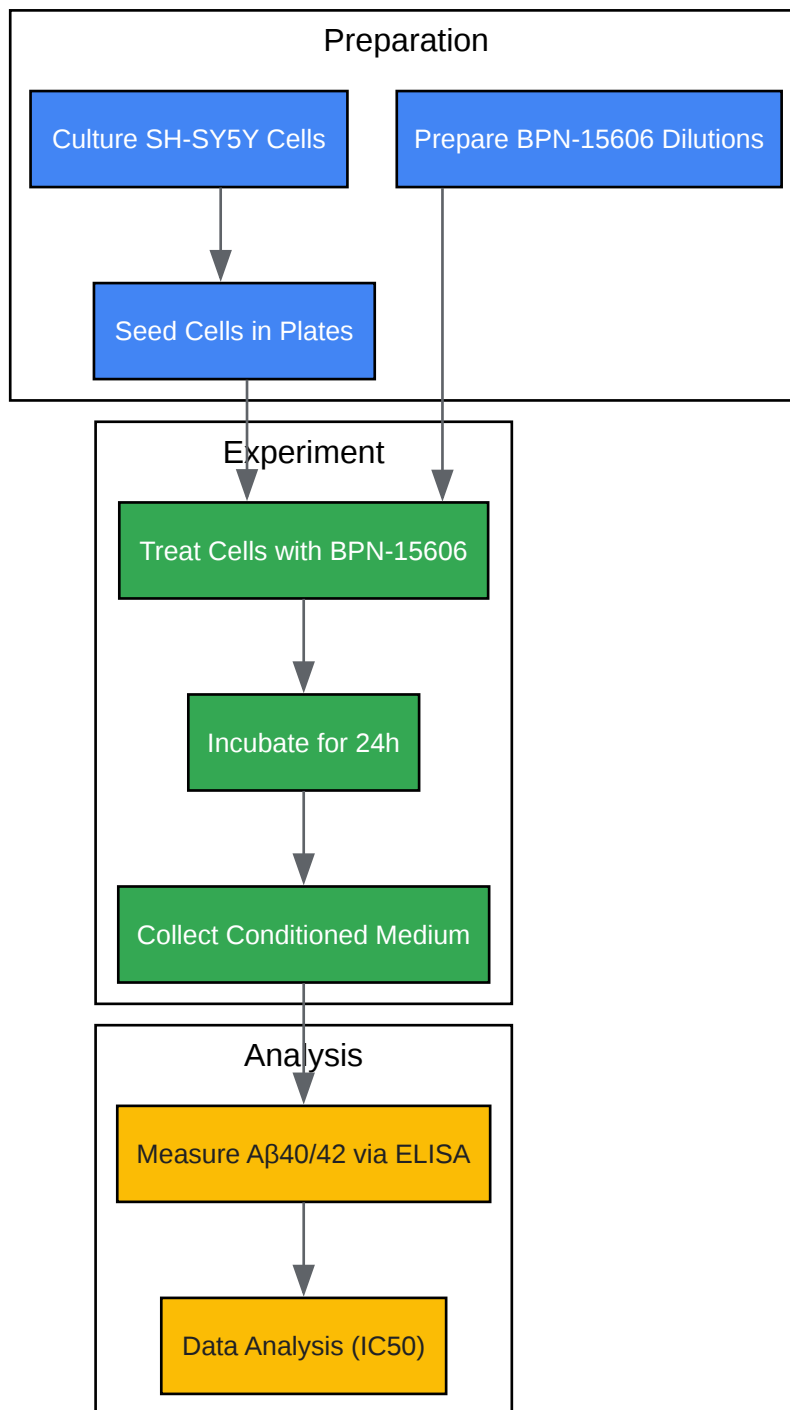 Preparation
Culture SH-SY5Y Cells
Prepare BPN-15606 Dilutions
Seed Cells in Plates
Experiment
Treat Cells with BPN-15606
Incubate for 24h
Collect Conditioned Medium
Analysis
Measure Aβ40/42 via ELISA
Data Analysis (IC50)